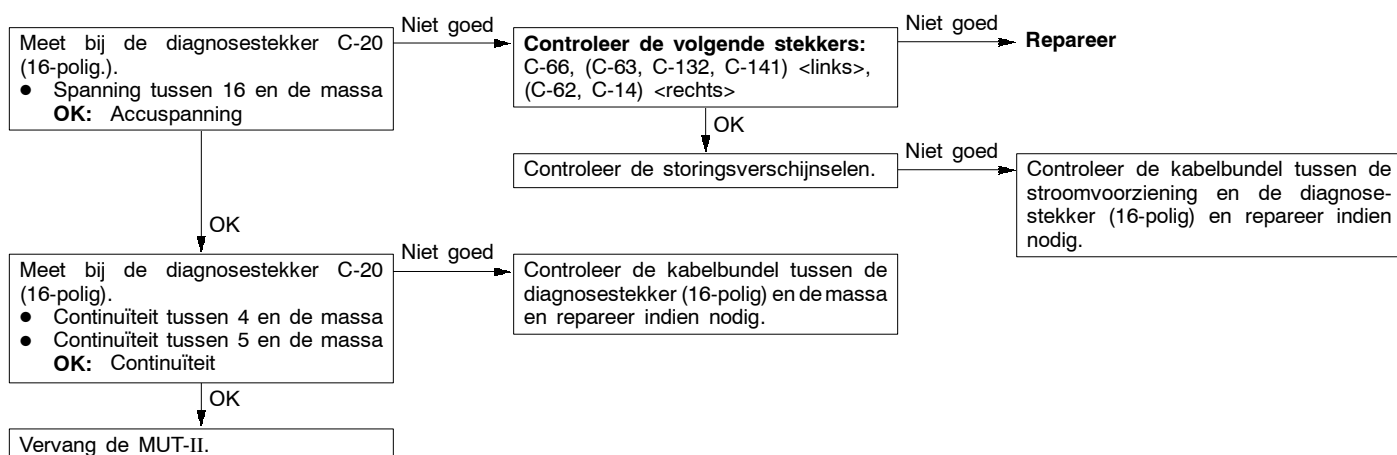 Meet bij de diagnosestekker C-20
(16-polig.).
● Spanning tussen 16 en de massa
OK: Accuspanning
Niet goed
Controleer de volgende stekkers:
C-66, (C-63, C-132, C-141) <links>,
(C-62, C-14) <rechts>
Niet goed
Repareer
OK
Controleer de storingsverschijnselen.
Niet goed
Controleer de kabelbundel tussen de
stroomvoorziening en de diagnose-
stekker (16-polig) en repareer indien
nodig.
OK
Meet bij de diagnosestekker C-20
(16-polig).
● Continuïteit tussen 4 en de massa
● Continuïteit tussen 5 en de massa
OK: Continuïteit
Niet goed
Controleer de kabelbundel tussen de
diagnosestekker (16-polig) en de massa
en repareer indien nodig.
OK
Vervang de MUT-II.